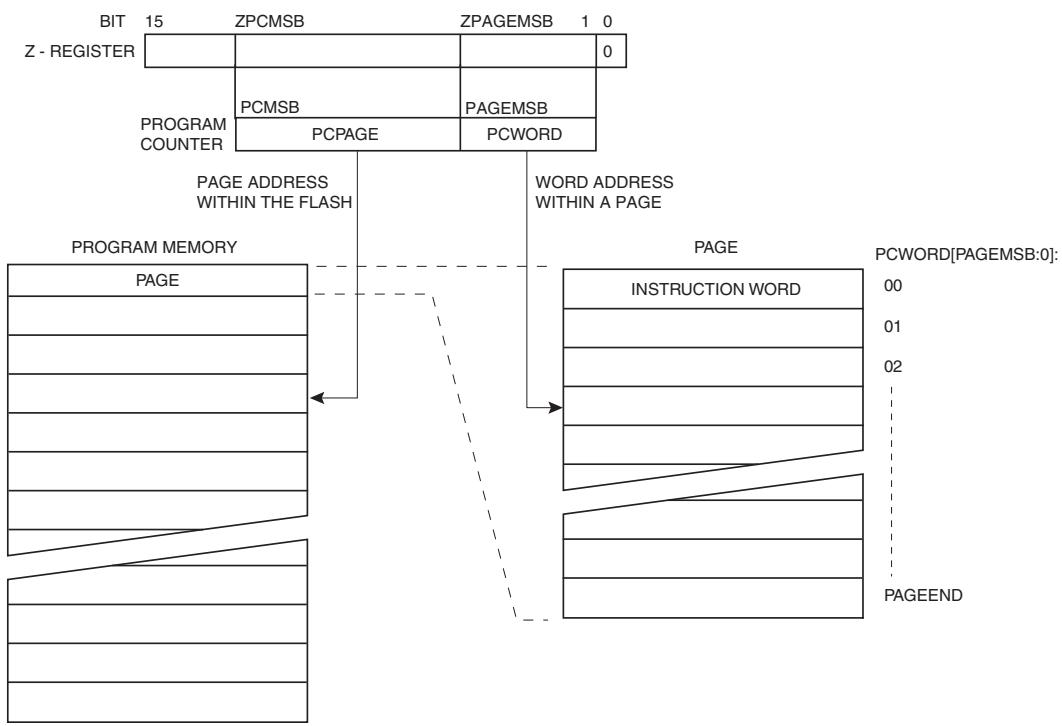 BIT 15 ZPCMSB ZPAGEMSB 1 0
Z - REGISTER 0
PCMSB PAGEMSB
PROGRAM
COUNTER
PCPAGE PCWORD
PAGE ADDRESS
WITHIN THE FLASH
WORD ADDRESS
WITHIN A PAGE
PROGRAM MEMORY
PAGE
PAGE
PCWORD[PAGEMSB:0]:
INSTRUCTION WORD
00
01
02
PAGEEND